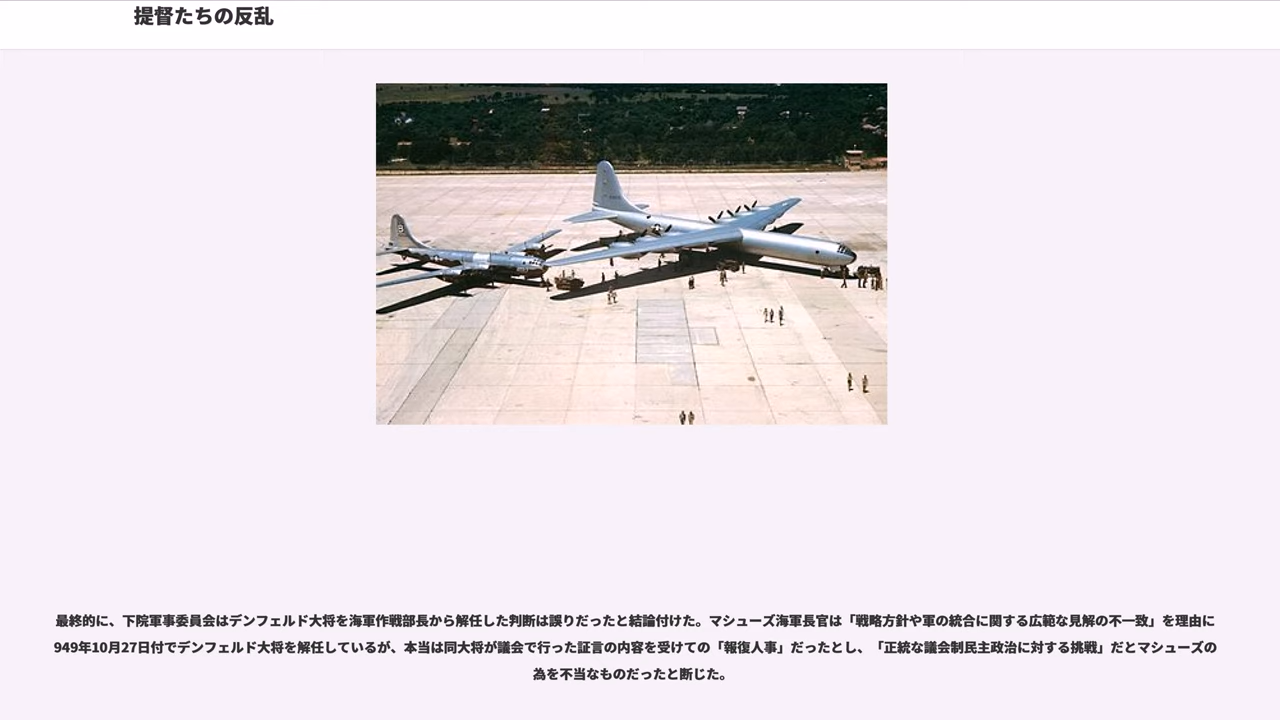 提督たちの反乱
最終的に、下院軍事委員会はデンフェルド大将を海軍作戦部長から解任した判断は誤りだったと結論付けた。マシューズ海軍長官は「戦略方針や軍の統合に関する広範な見解の不一致」を理由に
949年10月27日付でデンフェルド大将を解任しているが、本当は同大将が議会で行った証言の内容を受けての「報復人事」だったとし、「正統な議会制民主政治に対する挑戦」だとマシューズの
為を不当なものだったと断じた。